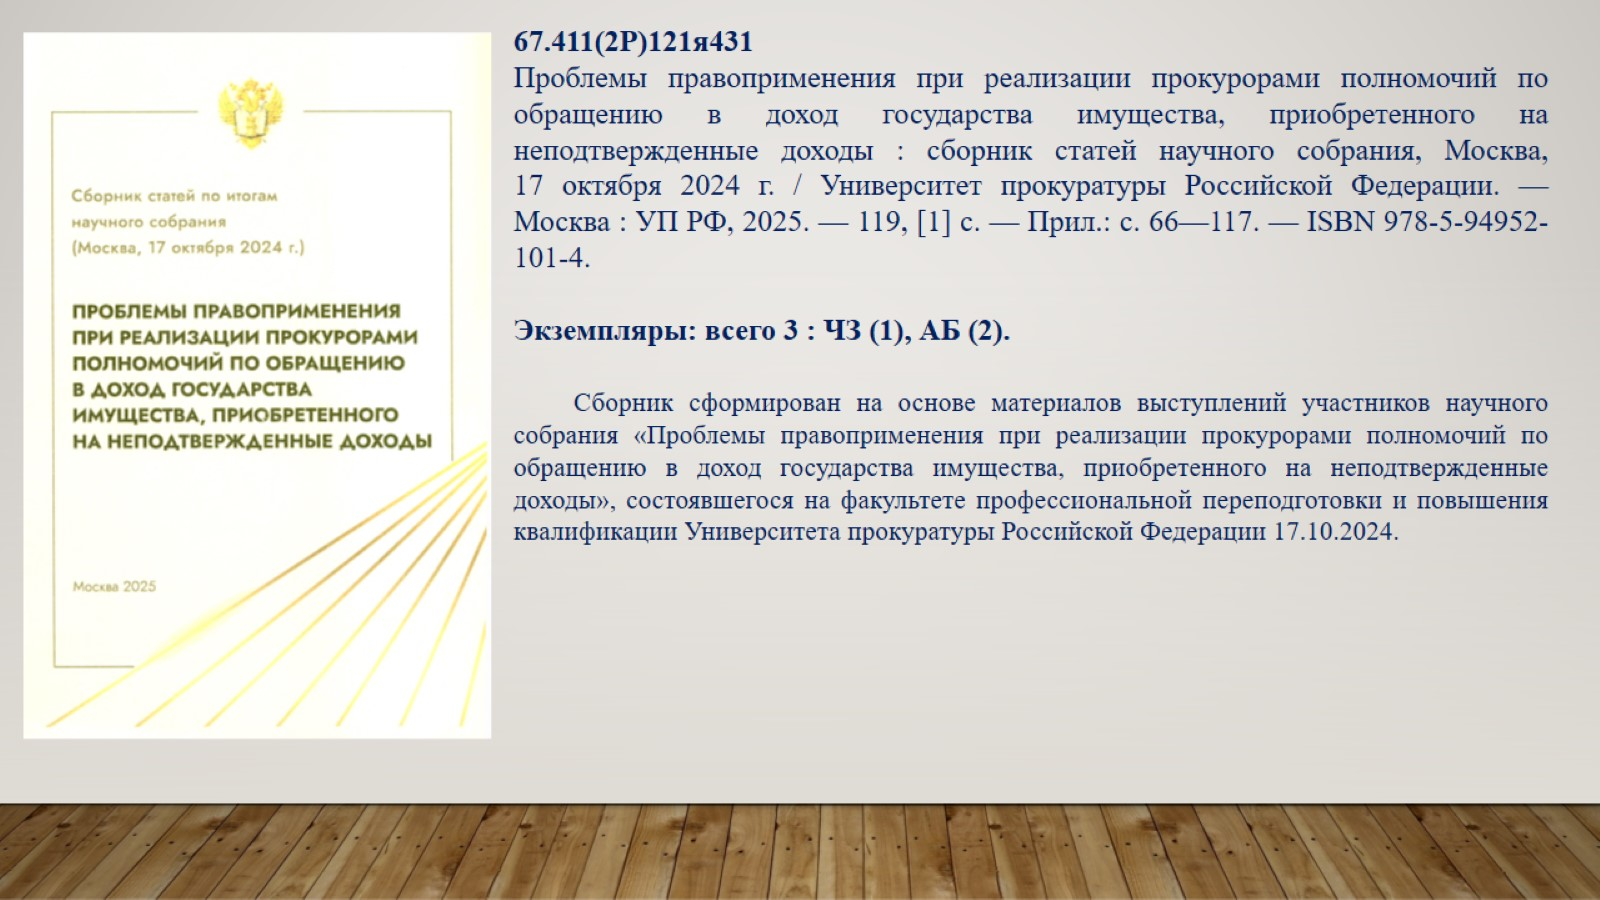 Сборник статей по итогам
научного собрания
(Москва, 17 октября 2024 г.)
ПРОБЛЕМЫ ПРАВОПРИМЕНЕНИЯ
ПРИ РЕАЛИЗАЦИИ ПРОКУРОРАМИ
ПОЛНОМОЧИЙ ПО ОБРАЩЕНИЮ
В ДОХОД ГОСУДАРСТВА
ИМУЩЕСТВА, ПРИОБРЕТЕННОГО
НА НЕПОДТВЕРЖДЕННЫЕ ДОХОДЫ
Москва 2025
67.411(2Р)121я431
Проблемы правоприменения при реализации прокурорами полномочий по
обращению в доход государства имущества, приобретенного на
неподтвержденные доходы : сборник статей научного собрания, Москва,
17 октября 2024 г. / Университет прокуратуры Российской Федерации. —
Москва : УП РФ, 2025. — 119, [1] с. — Прил.: с. 66—117. — ISBN 978-5-94952-
101-4.
Экземпляры: всего 3 : ЧЗ (1), АБ (2).
Сборник сформирован на основе материалов выступлений участников научного
собрания «Проблемы правоприменения при реализации прокурорами полномочий по
обращению в доход государства имущества, приобретенного на неподтвержденные
доходы», состоявшегося на факультете профессиональной переподготовки и повышения
квалификации Университета прокуратуры Российской Федерации 17.10.2024.